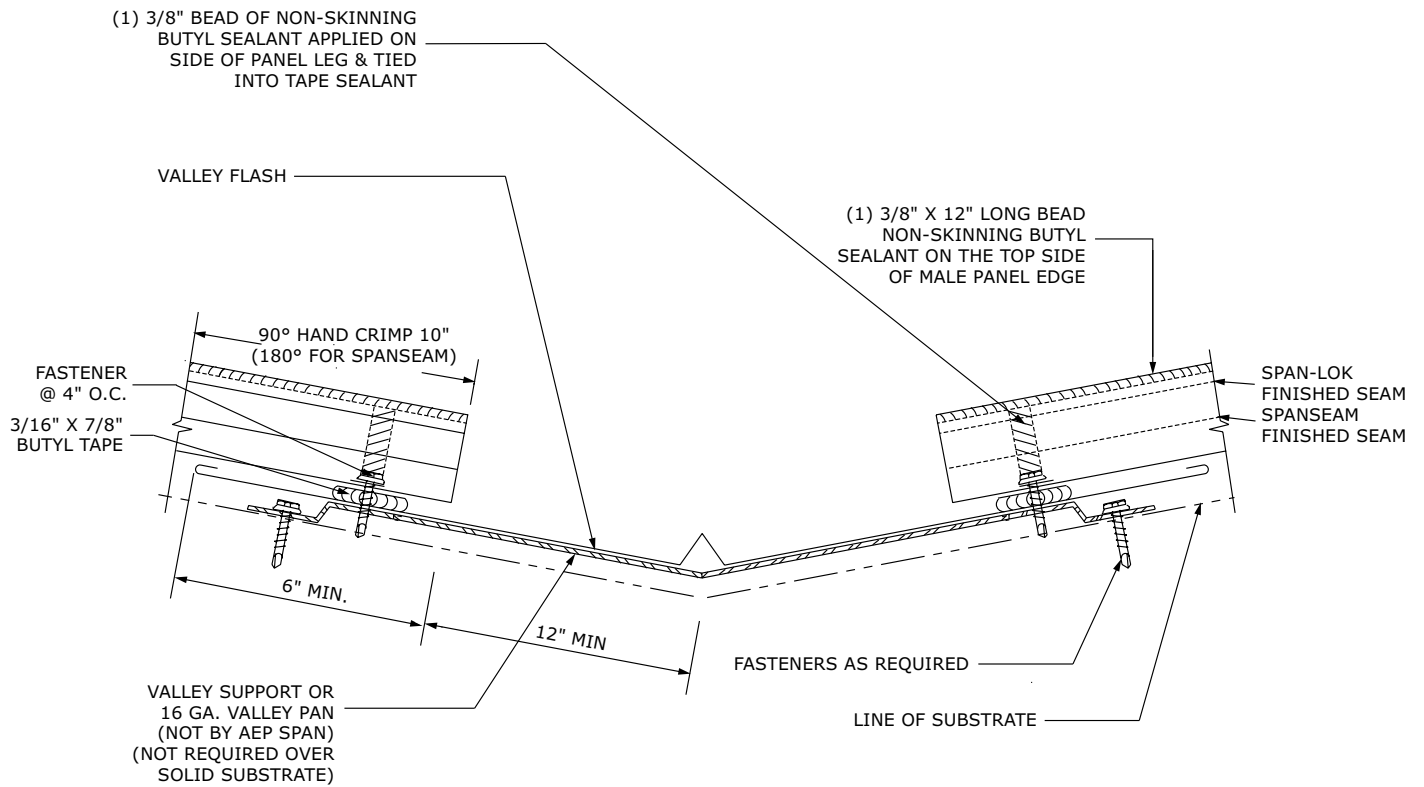 (1) 3/8" BEAD OF NON-SKINNING
BUTYL SEALANT APPLIED ON
SIDE OF PANEL LEG & TIED
INTO TAPE SEALANT
VALLEY FLASH
(1) 3/8" X 12" LONG BEAD
NON-SKINNING BUTYL
SEALANT ON THE TOP SIDE
OF MALE PANEL EDGE
90° HAND CRIMP 10"
(180° FOR SPANSEAM)
FASTENER
@ 4" O.C.
3/16" X 7/8"
BUTYL TAPE
SPAN-LOK
FINISHED SEAM
SPANSEAM
FINISHED SEAM
6" MIN.
12" MIN
FASTENERS AS REQUIRED
LINE OF SUBSTRATE
VALLEY SUPPORT OR
16 GA. VALLEY PAN
(NOT BY AEP SPAN)
(NOT REQUIRED OVER
SOLID SUBSTRATE)